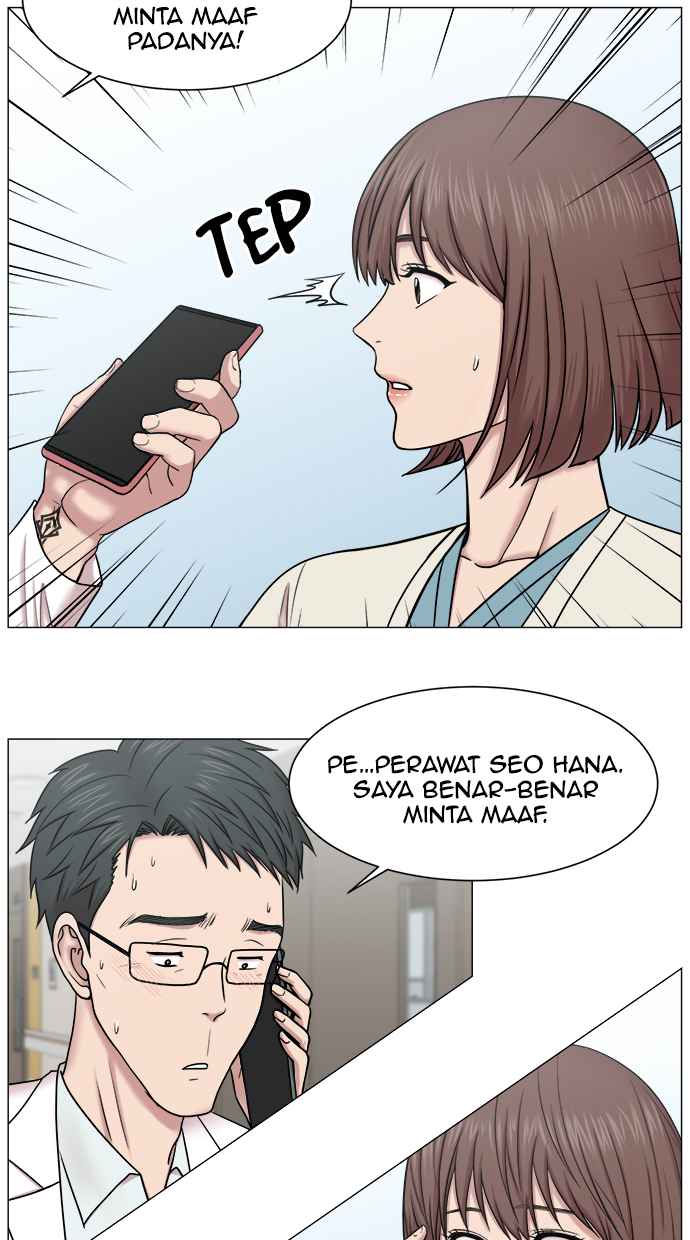 MINTA MAAF
PADANYA!
TEP
PE...PERAWAT SEO HANA.
SAYA BENAR-BENAR
MINTA MAAF.